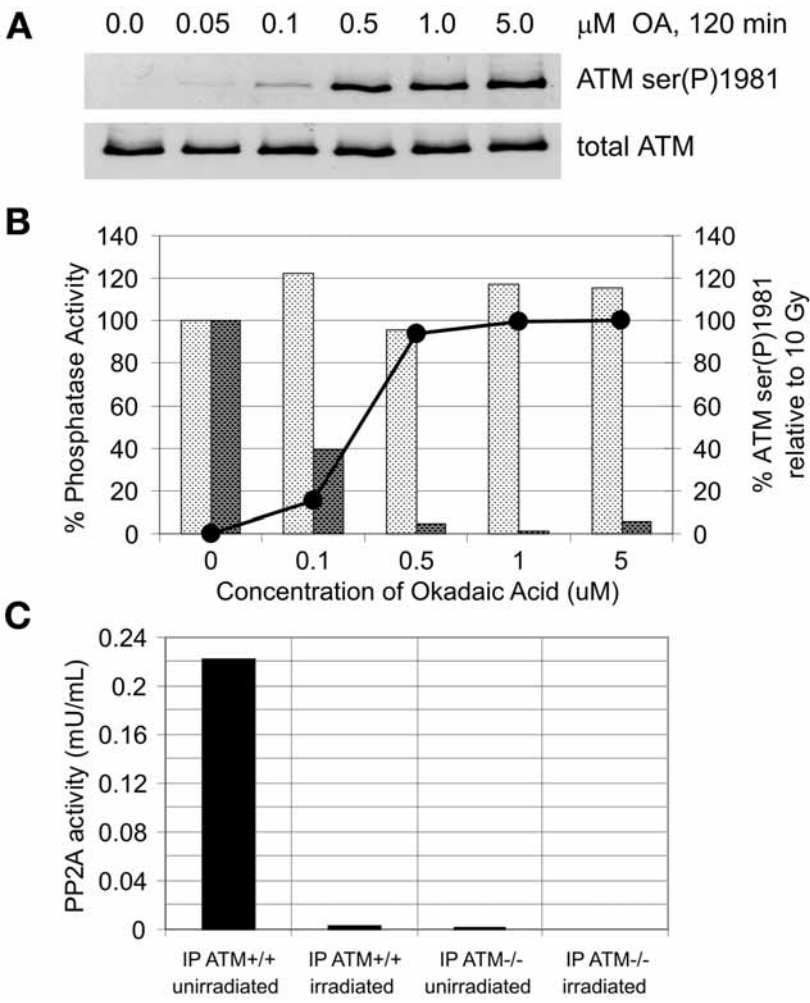 A
0.0 0.05 0.1 0.5 1.0 5.0 μM OA, 120 min
ATM ser(P)1981
total ATM
B
140 140
120 120
100 100
80 80
60 60
40 40
20 20
0 0
% Phosphatase Activity
% ATM ser(P)1981
relative to 10 Gy
0 0.1 0.5 1 5
Concentration of Okadaic Acid (uM)
C
0.24
0.2
0.16
0.12
0.08
0.04
0
PP2A activity (mU/mL)
IP ATM+/+ IP ATM+/+ IP ATM-/- IP ATM-/-
unirradiated irradiated unirradiated irradiated